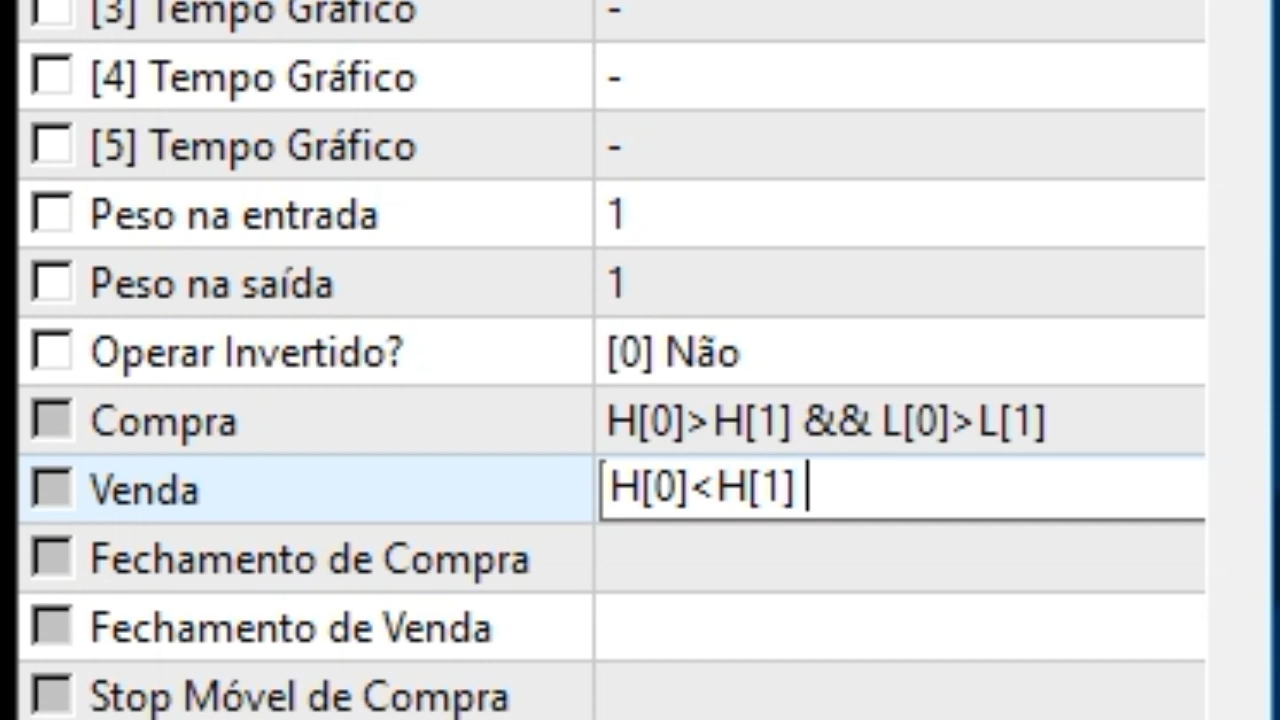 [3] Tempo Gráfico -
[4] Tempo Gráfico -
[5] Tempo Gráfico -
Peso na entrada 1
Peso na saída 1
Operar Invertido? [0] Não
Compra H[0]>H[1] && L[0]>L[1]
Venda H[0]<H[1]
Fechamento de Compra
Fechamento de Venda
Stop Móvel de Compra